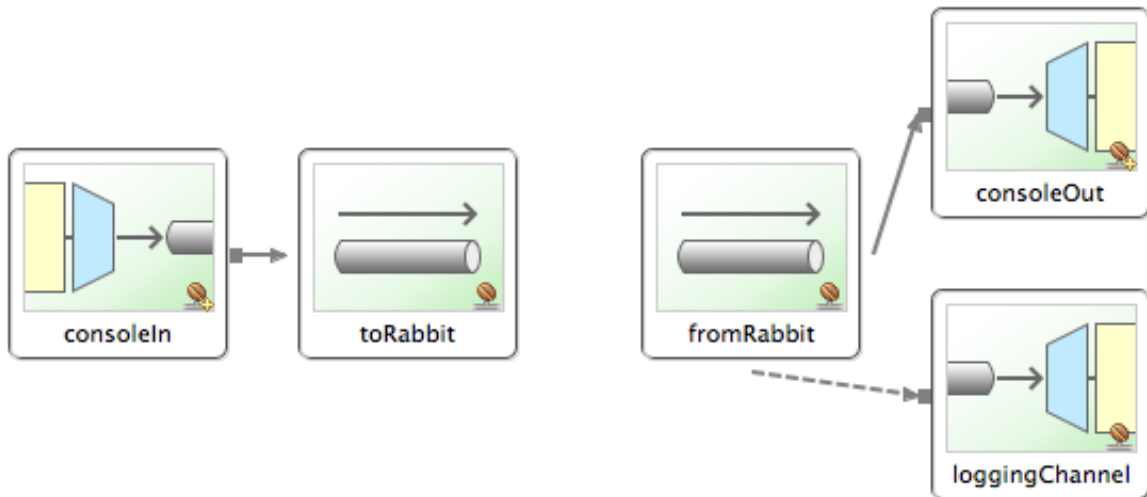 consoleIn
toRabbit
fromRabbit
consoleOut
loggingChannel